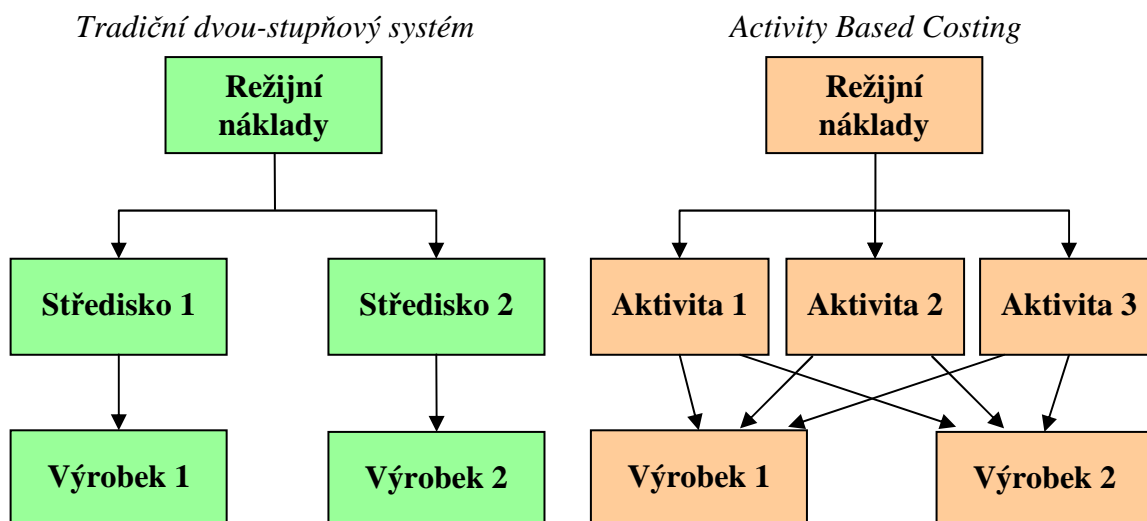 Tradiční dvou-stupňový systém
Activity Based Costing
Režijní
náklady
Režijní
náklady
Středisko 1
Středisko 2
Aktivita 1
Aktivita 2
Aktivita 3
Výrobek 1
Výrobek 2
Výrobek 1
Výrobek 2